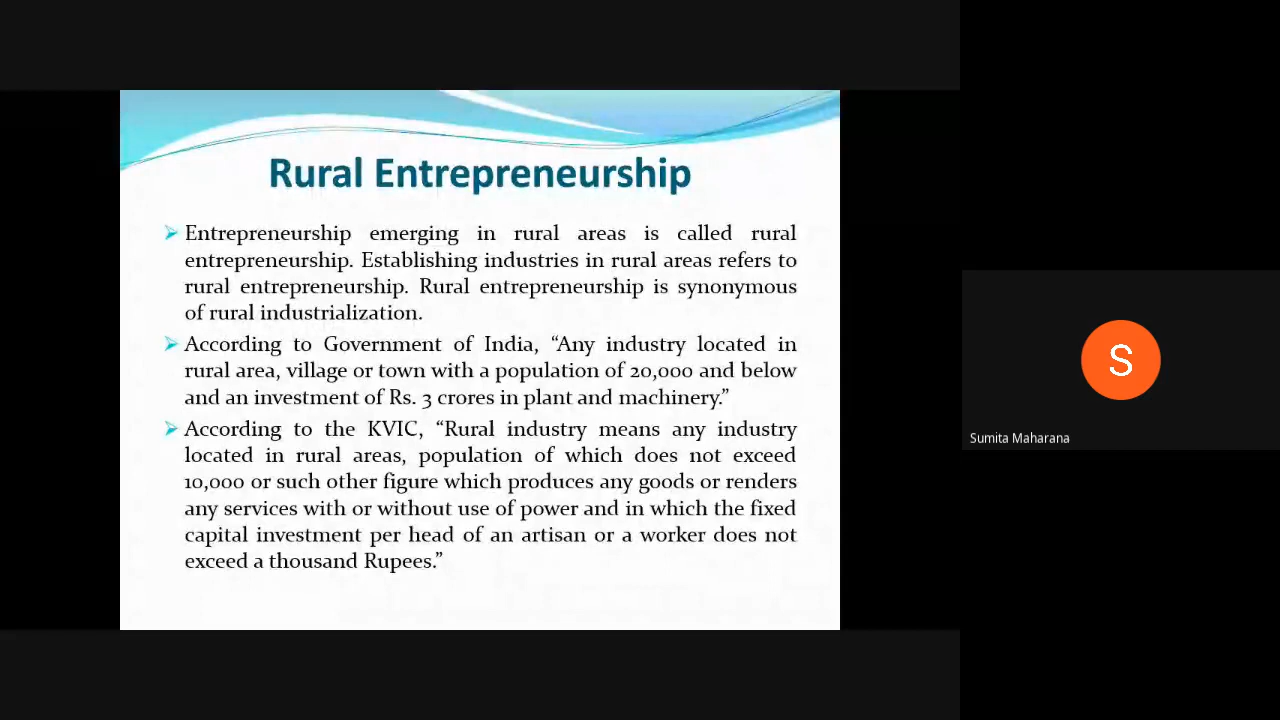 Rural Entrepreneurship
➢ Entrepreneurship emerging in rural areas is called rural
entrepreneurship. Establishing industries in rural areas refers to
rural entrepreneurship. Rural entrepreneurship is synonymous
of rural industrialization.
➢ According to Government of India, “Any industry located in
rural area, village or town with a population of 20,000 and below
and an investment of Rs. 3 crores in plant and machinery.”
➢ According to the KVIC, “Rural industry means any industry
located in rural areas, population of which does not exceed
10,000 or such other figure which produces any goods or renders
any services with or without use of power and in which the fixed
capital investment per head of an artisan or a worker does not
exceed a thousand Rupees.”
S
Sumita Maharana